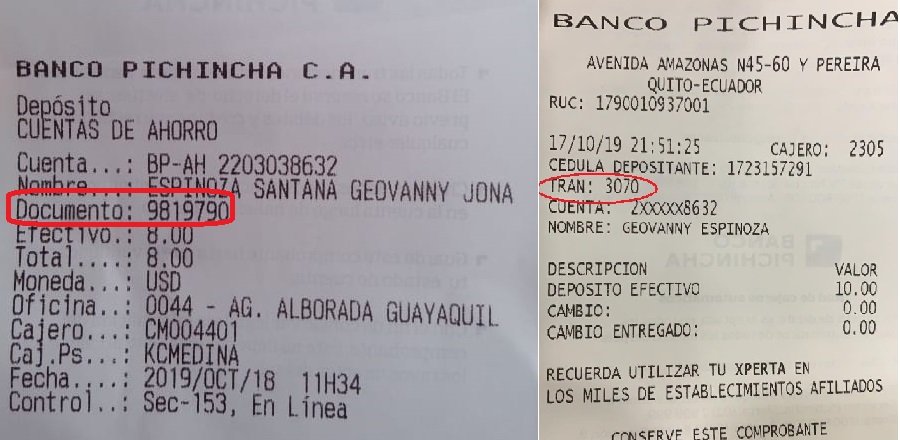 BANCO PICHINCHA C.A.
Depósito
CUENTAS DE AHORRO
Cuenta...: BP-AH 2203038632
Nombre...: ESPINOZA SANTANA GEOVANNY JONA
Documento: 9819790
Efectivo.: 8.00
Total....: 8.00
Moneda...: USD
Oficina..: 0044 - AG. ALBORADA GUAYAQUIL
Cajero...: CM004401
Caj.Ps...: KCMEDINA
Fecha....: 2019/OCT/18 11H34
Control..: Sec-153, En Línea
BANCO PICHINCHA
AVENIDA AMAZONAS N45-60 Y PEREIRA
QUITO-ECUADOR
RUC: 1790010937001
17/10/19 21:51:25 CAJERO: 2305
CEDULA DEPOSITANTE: 1723157291
TRAN: 3070
CUENTA: 2XXXXX8632
NOMBRE: GEOVANNY ESPINOZA
DESCRIPCION VALOR
DEPOSITO EFECTIVO 10.00
CAMBIO: 0.00
CAMBIO ENTREGADO: 0.00
RECUERDA UTILIZAR TU XPERTA EN
LOS MILES DE ESTABLECIMIENTOS AFILIADOS
CONSERVE ESTE COMPROBANTE